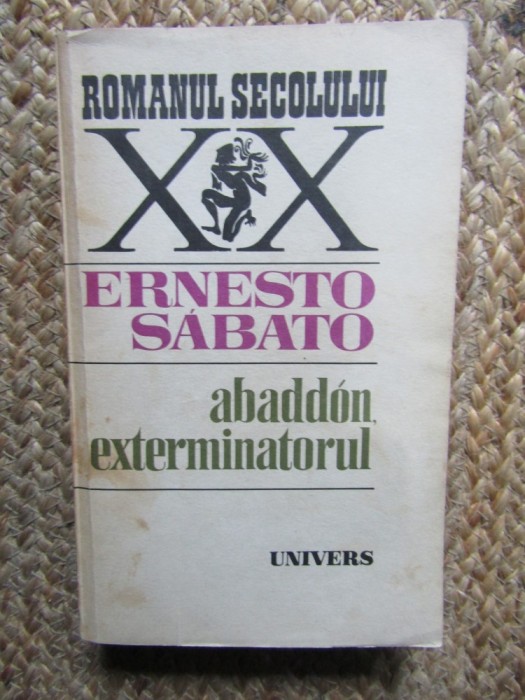 ROMANUL SECOLULUI
XX
ERNESTO
SÁBATO
abaddón,
exterminatorul
UNIVERS